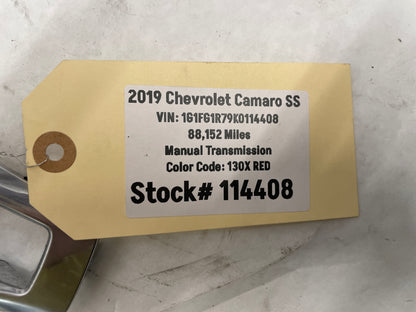 2019 Chevrolet Camaro SS
VIN: 1G1FG1R79K0114408
88,152 Miles
Manual Transmission
Color Code: 130X RED
Stock# 114408